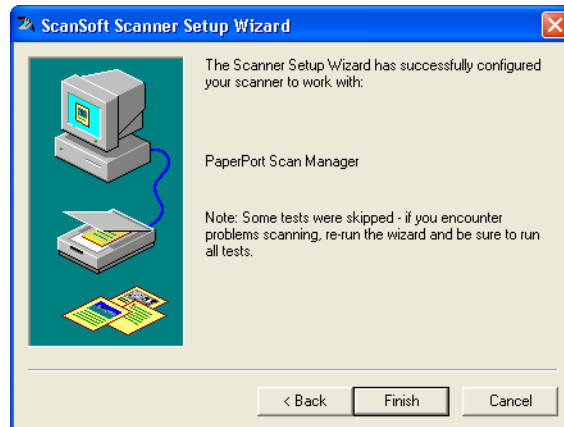 ScanSoft Scanner Setup Wizard
The Scanner Setup Wizard has successfully configured
your scanner to work with:
PaperPort Scan Manager
Note: Some tests were skipped - if you encounter
problems scanning, re-run the wizard and be sure to run
all tests.
< Back Finish Cancel